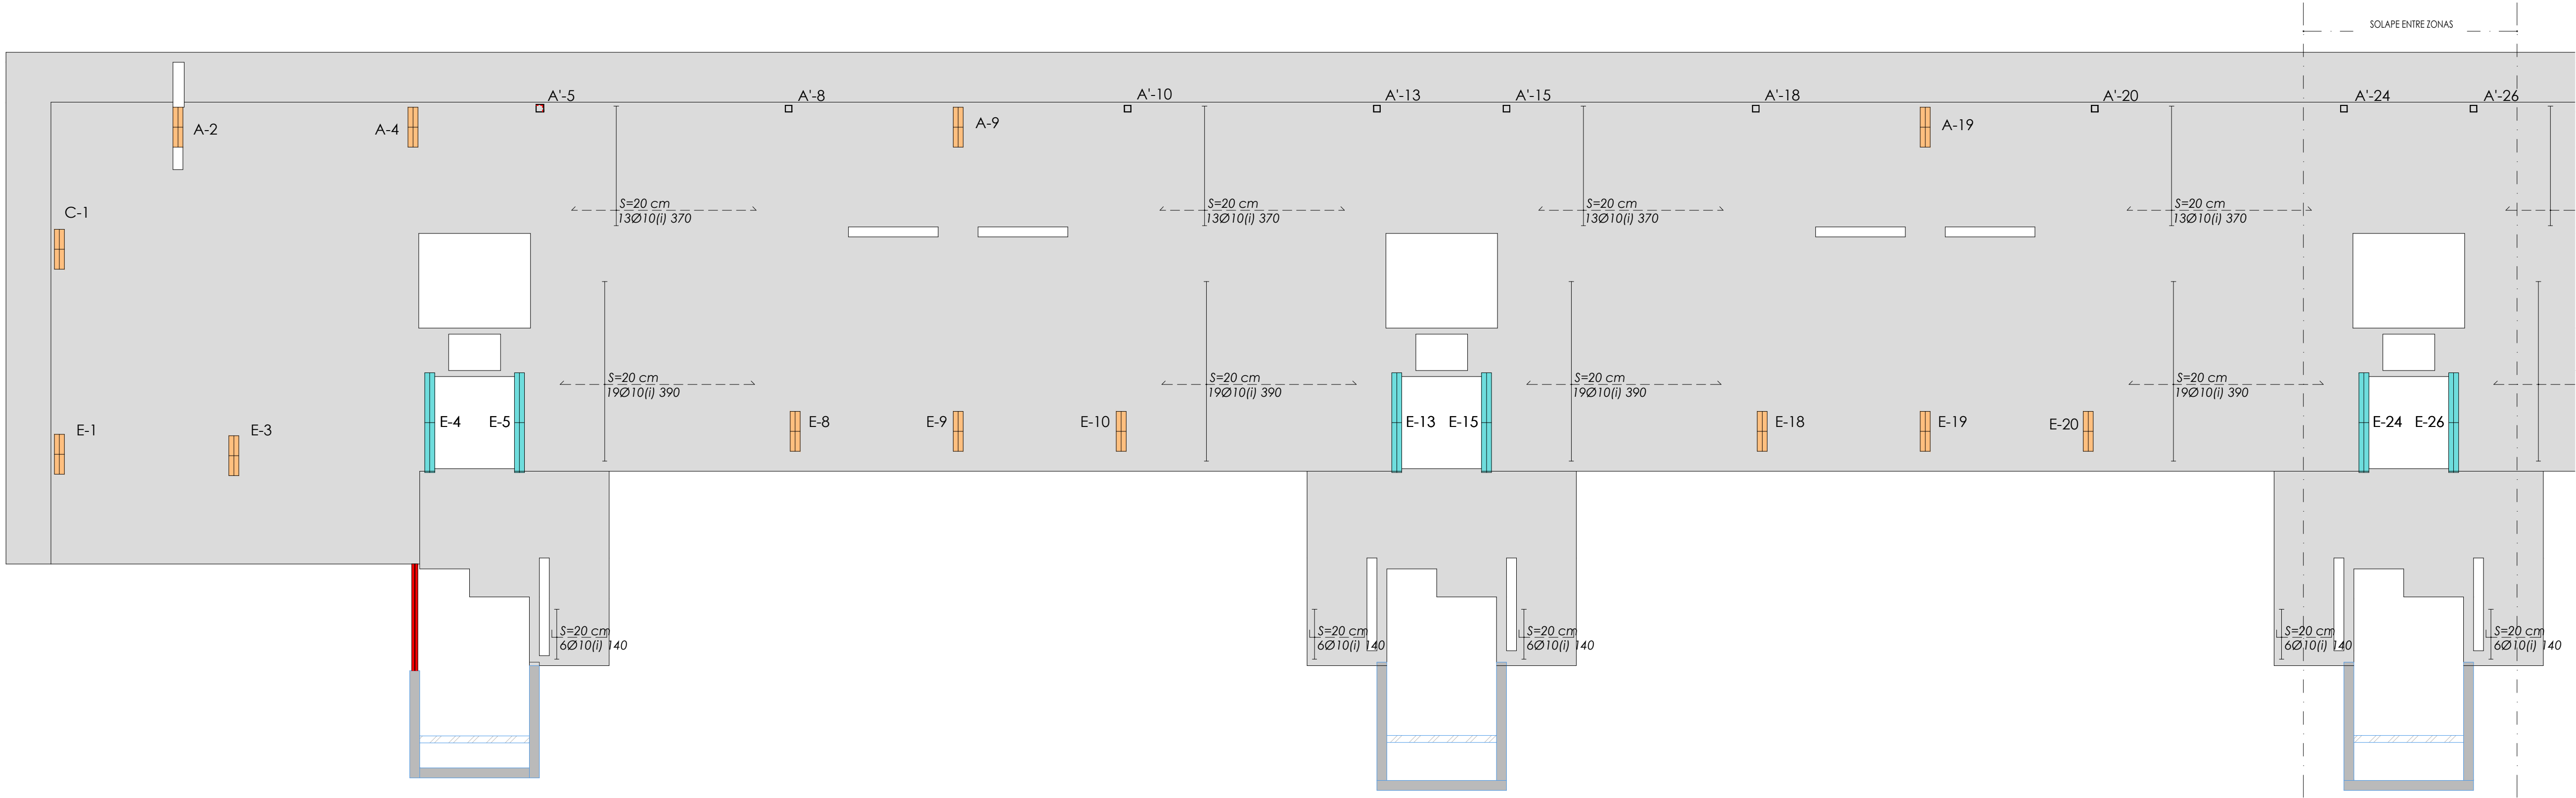 SOLAPE ENTRE ZONAS
A'-5
A'-8
A'-10
A'-13
A'-15
A'-18
A'-20
A'-24
A'-26
A-2
A-4
A-9
A-19
C-1
S=20 cm
13Ø10(i) 370
S=20 cm
13Ø10(i) 370
S=20 cm
13Ø10(i) 370
S=20 cm
13Ø10(i) 370
S=20 cm
19Ø10(i) 390
S=20 cm
19Ø10(i) 390
S=20 cm
19Ø10(i) 390
S=20 cm
19Ø10(i) 390
E-1
E-3
E-4
E-5
E-8
E-9
E-10
E-13
E-15
E-18
E-19
E-20
E-24
E-26
S=20 cm
6Ø10(i) 140
S=20 cm
6Ø10(i) 140
S=20 cm
6Ø10(i) 140
S=20 cm
6Ø10(i) 140
S=20 cm
6Ø10(i) 140